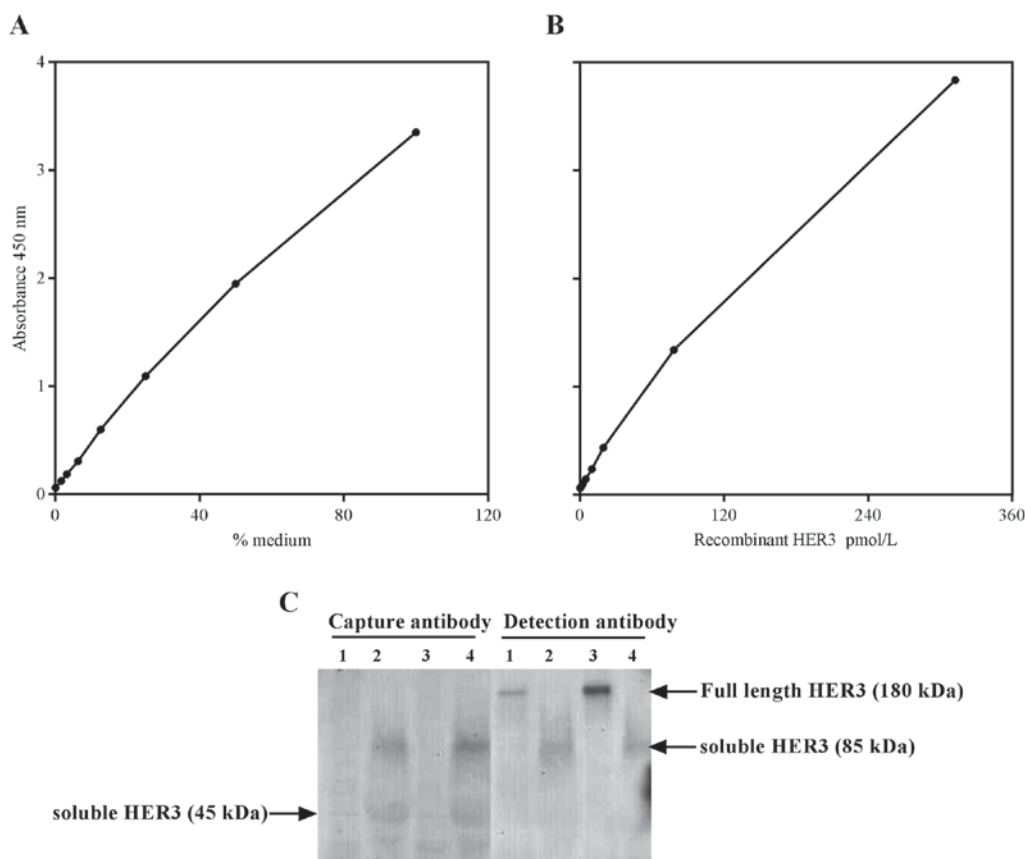 A
B
4
3
2
1
0
Absorbance 450 nm
0 40 80 120
% medium
0 120 240 360
Recombinant HER3 pmol/L
C
Capture antibody Detection antibody
1 2 3 4 1 2 3 4
Full length HER3 (180 kDa)
soluble HER3 (85 kDa)
soluble HER3 (45 kDa)